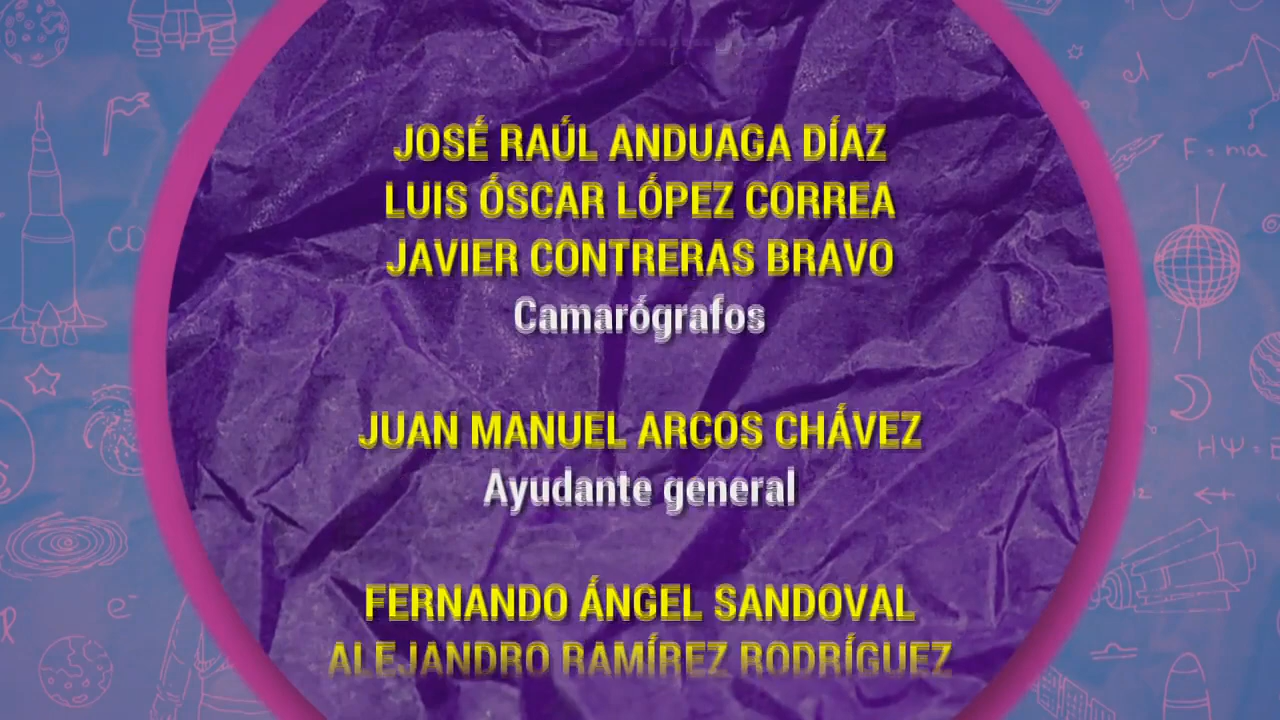 JOSÉ RAÚL ANDUAGA DÍAZ
LUIS ÓSCAR LÓPEZ CORREA
JAVIER CONTRERAS BRAVO
Camarógrafos
JUAN MANUEL ARCOS CHÁVEZ
Ayudante general
FERNANDO ÁNGEL SANDOVAL
ALEJANDRO RAMÍREZ RODRÍGUEZ
F = ma
e⁻